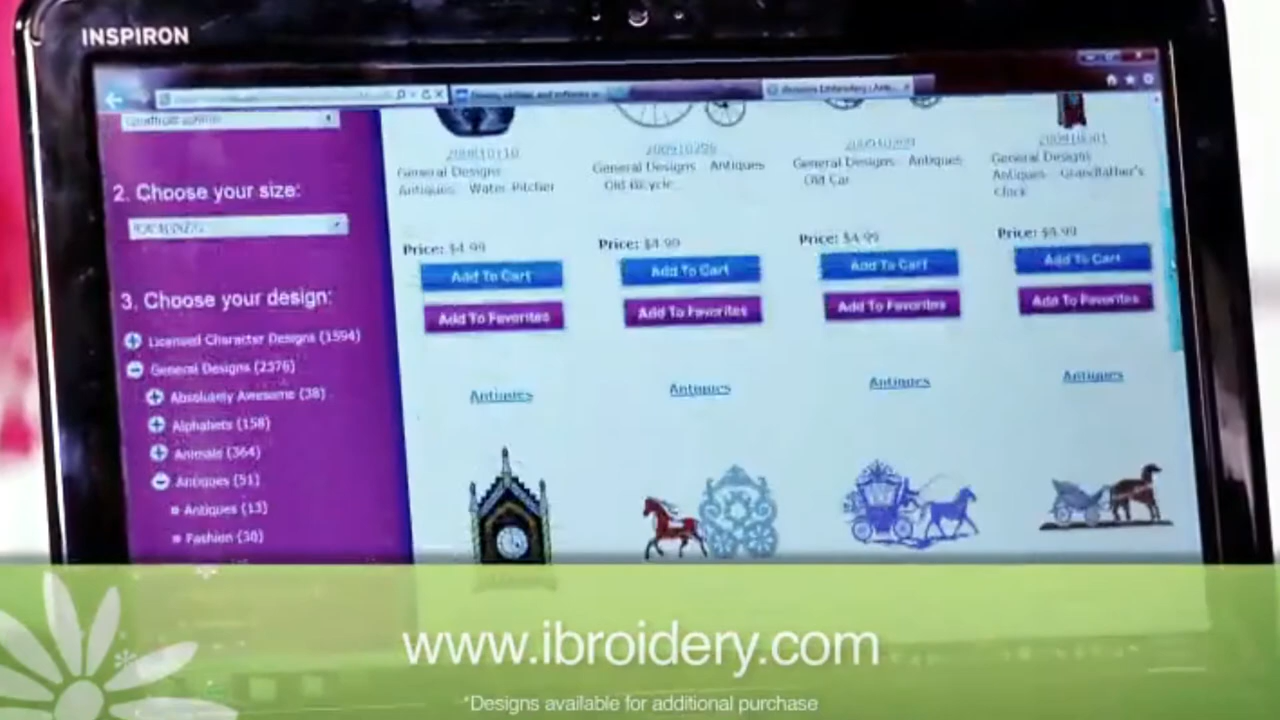 INSPIRON
2. Choose your size:
3. Choose your design:
Licensed Character Designs (1594)
General Designs (2376)
Absolutely Awesome (38)
Alphabets (158)
Animals (364)
Antiques (51)
Antiques (13)
Fashion (38)
General Designs
Antiques Water Pitcher
Price: $4.99
Add To Cart
Add To Favorites
Antiques
General Designs Antiques
Old Bicycle
Price: $4.99
Add To Cart
Add To Favorites
Antiques
General Designs Antiques
Old Car
Price: $4.99
Add To Cart
Add To Favorites
Antiques
General Designs
Antiques Grandfather's
Clock
Price:
Add To Cart
Add To Favorites
Antiques
www.ibroidery.com
*Designs available for additional purchase